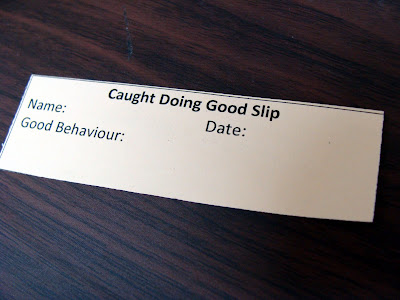 Caught Doing Good Slip
Name:
Good Behaviour: Date: